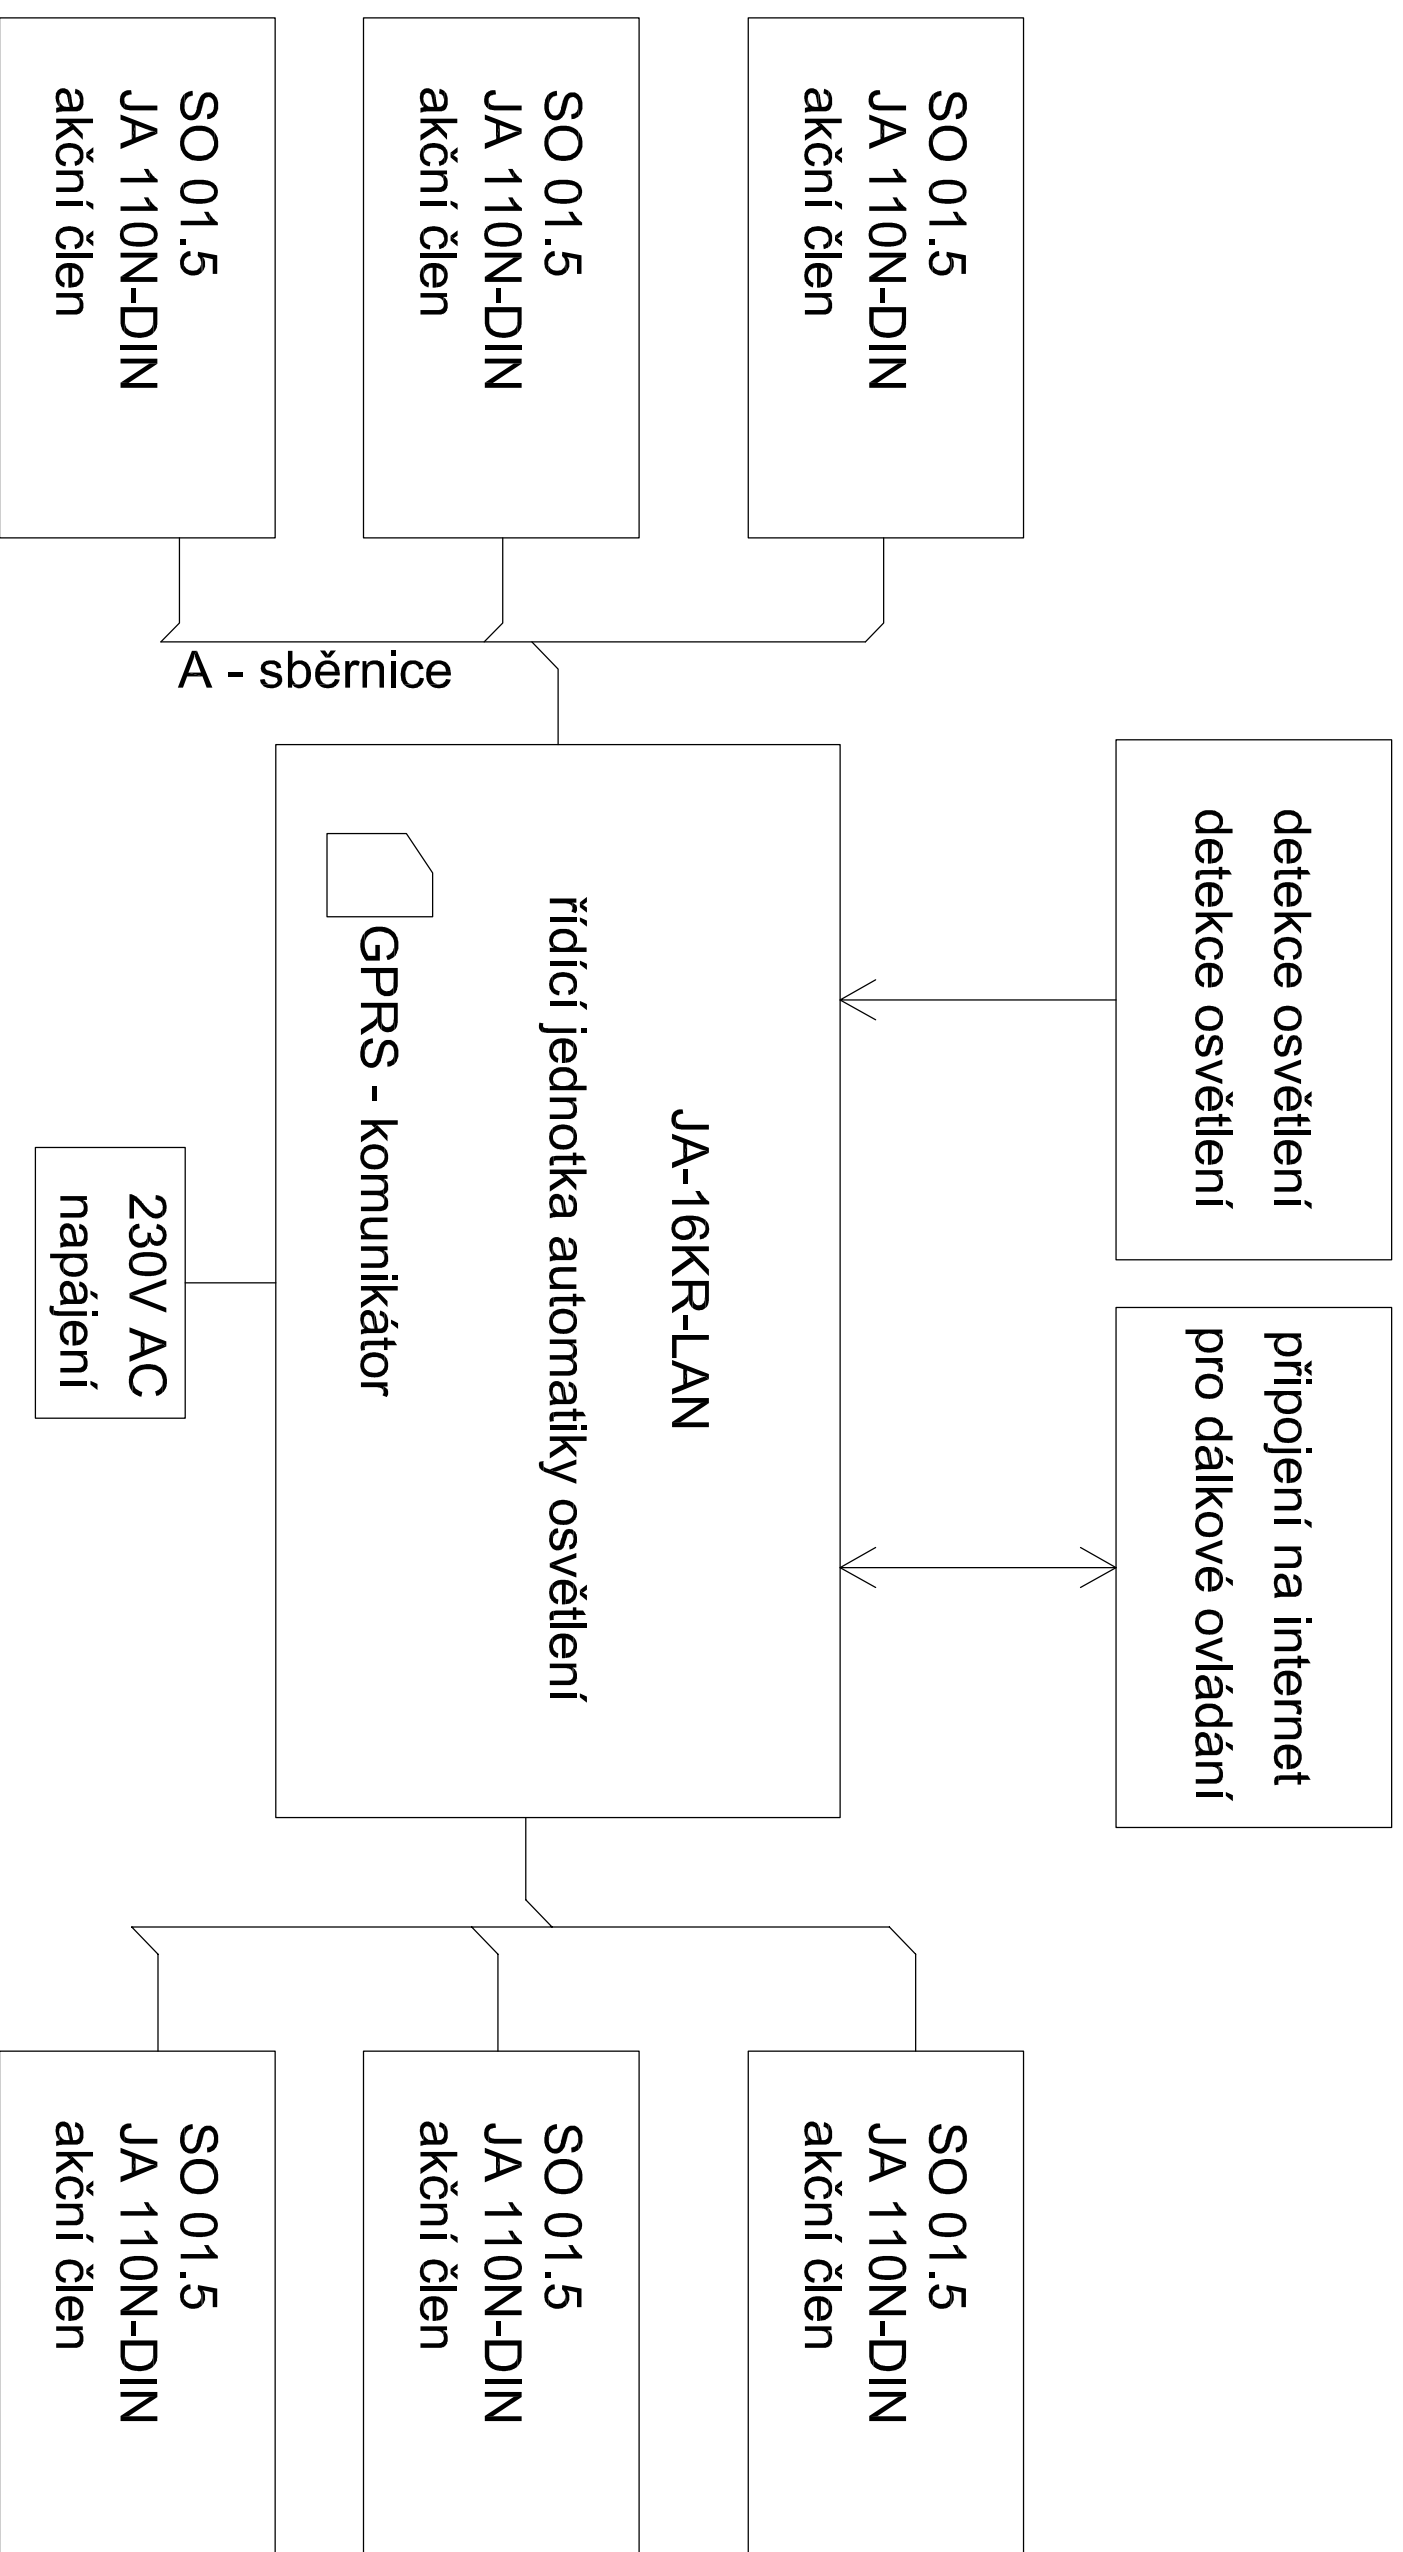 detekce osvětlení
detekce osvětlení
připojení na internet
pro dálkové ovládání
SO 01.5
JA 110N-DIN
akční člen
SO 01.5
JA 110N-DIN
akční člen
SO 01.5
JA 110N-DIN
akční člen
A - sběrnice
JA-16KR-LAN
řídící jednotka automatiky osvětlení
GPRS - komunikátor
230V AC
napájení
SO 01.5
JA 110N-DIN
akční člen
SO 01.5
JA 110N-DIN
akční člen
SO 01.5
JA 110N-DIN
akční člen